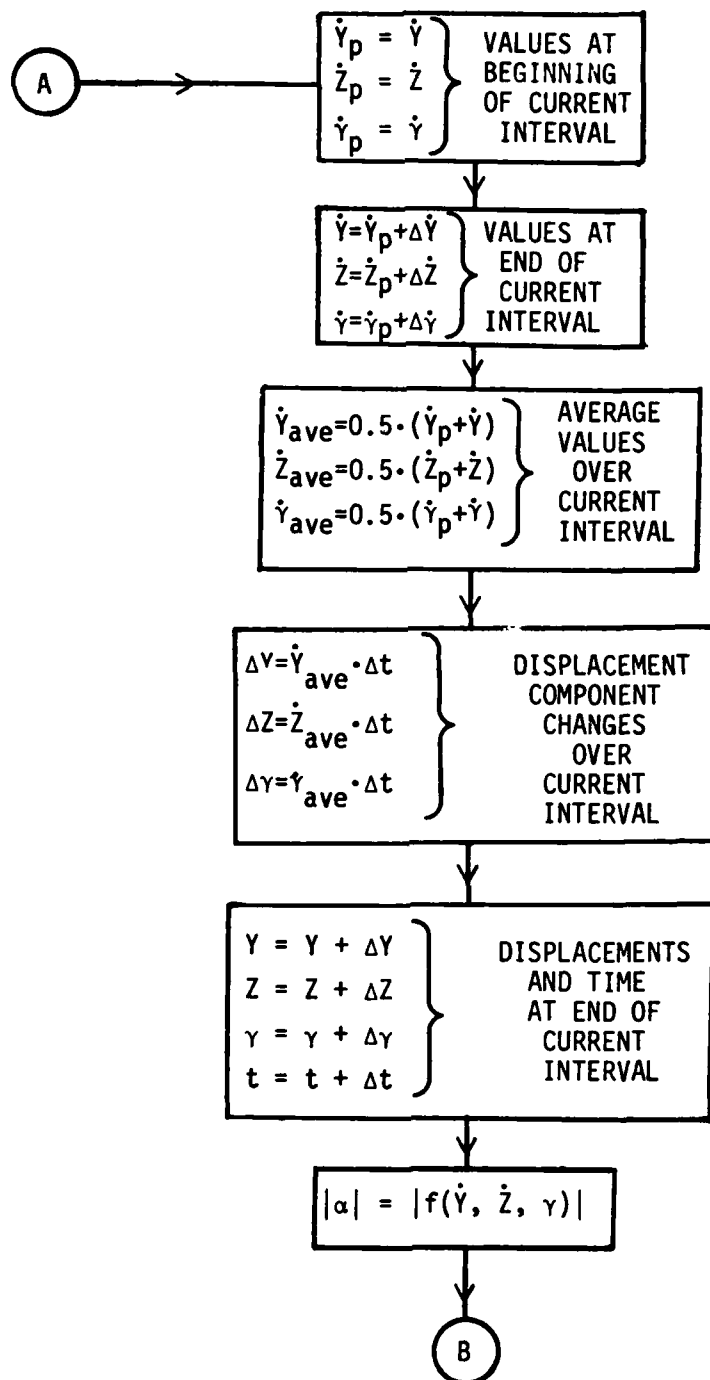 A
Ẏp = Ẏ
Żp = Ż
γ̇p = γ̇
VALUES AT
BEGINNING
OF CURRENT
INTERVAL
Ẏ=Ẏp+ΔẎ
Ż=Żp+ΔŻ
γ̇=γ̇p+Δγ̇
VALUES AT
END OF
CURRENT
INTERVAL
Ẏave=0.5·(Ẏp+Ẏ)
Żave=0.5·(Żp+Ż)
γ̇ave=0.5·(γ̇p+γ̇)
AVERAGE
VALUES
OVER
CURRENT
INTERVAL
ΔY=Ẏave·Δt
ΔZ=Żave·Δt
Δγ=γ̇ave·Δt
DISPLACEMENT
COMPONENT
CHANGES
OVER
CURRENT
INTERVAL
Y = Y + ΔY
Z = Z + ΔZ
γ = γ + Δγ
t = t + Δt
DISPLACEMENTS
AND TIME
AT END OF
CURRENT
INTERVAL
|α| = |f(Ẏ, Ż, γ)|
B